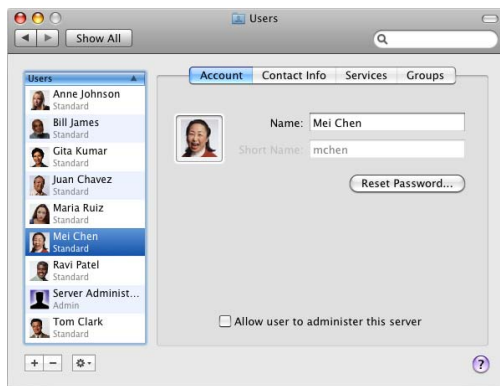 Users
Show All
Users
Anne Johnson
Standard
Bill James
Standard
Gita Kumar
Standard
Juan Chavez
Standard
Maria Ruiz
Standard
Mei Chen
Standard
Ravi Patel
Standard
Server Administ...
Admin
Tom Clark
Standard
Account Contact Info Services Groups
Name: Mei Chen
Short Name: mchen
Reset Password...
Allow user to administer this server
?